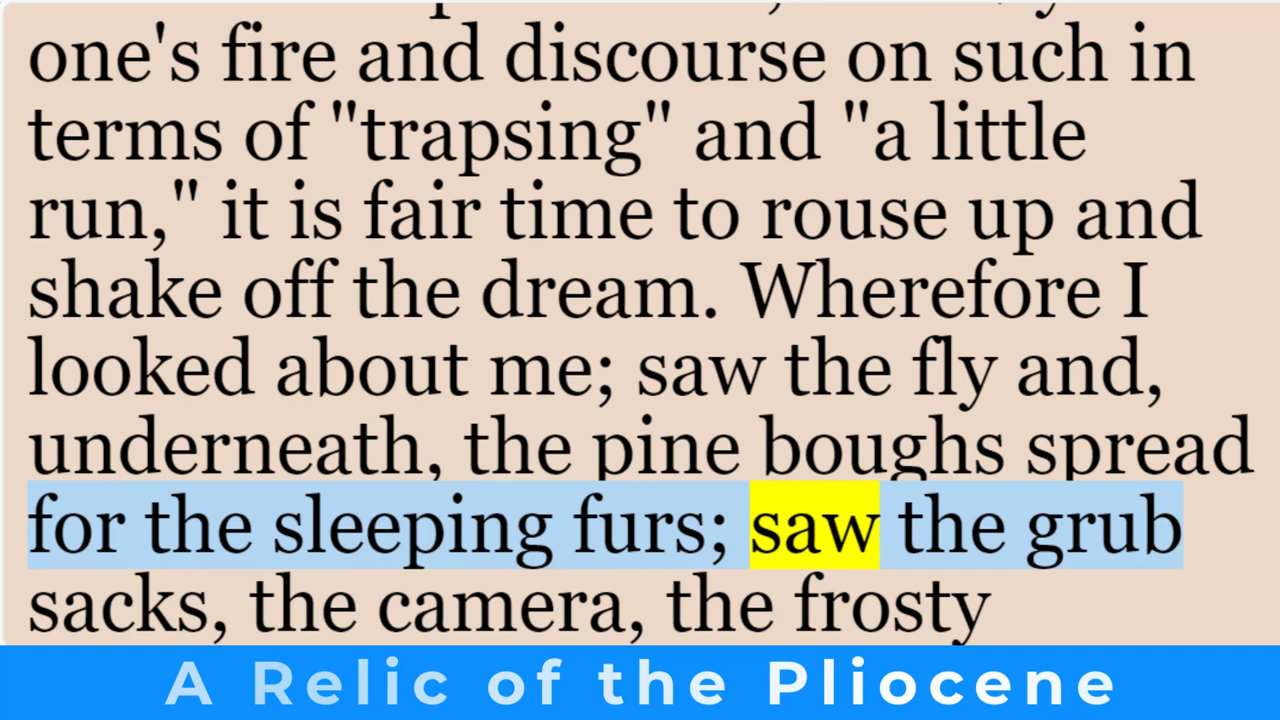 one's fire and discourse on such in
terms of "trapsing" and "a little
run," it is fair time to rouse up and
shake off the dream. Wherefore I
looked about me; saw the fly and,
underneath, the pine boughs spread
for the sleeping furs; saw the grub
sacks, the camera, the frosty
A Relic of the Pliocene